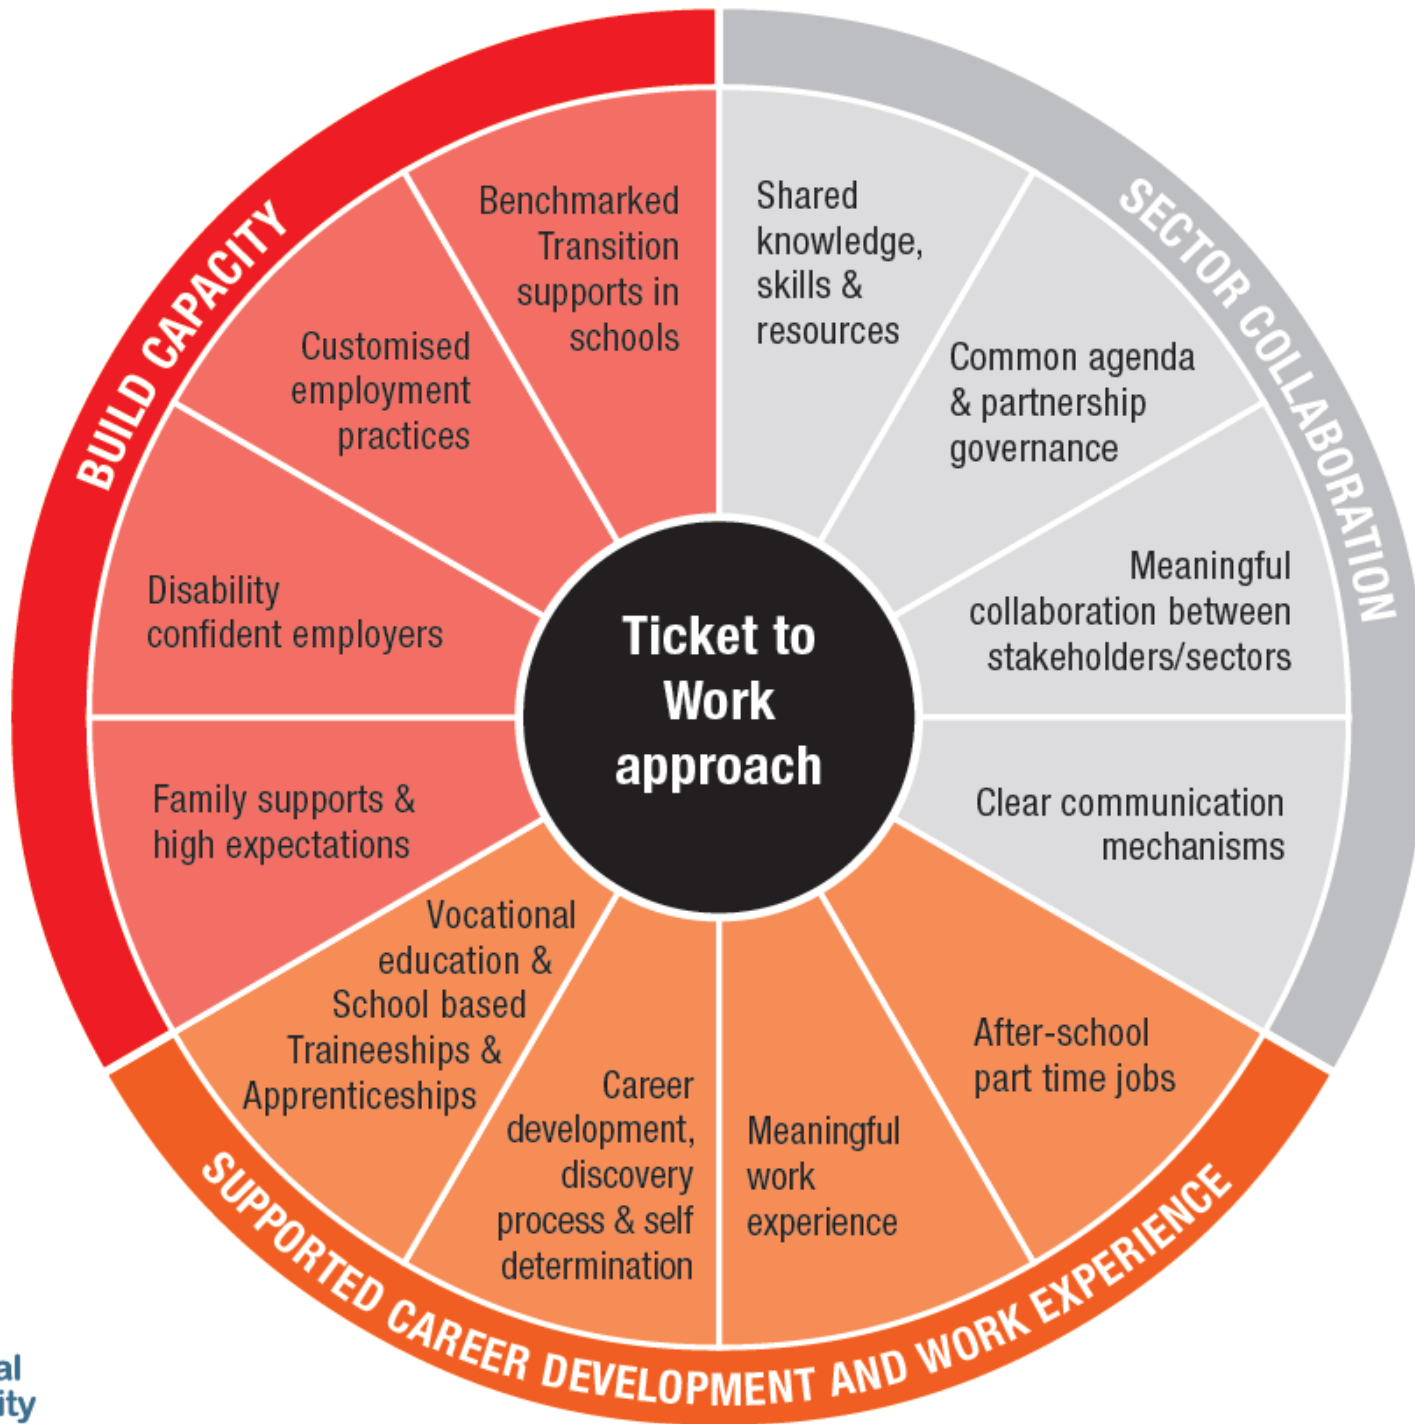 BUILD CAPACITY
Benchmarked
Transition
supports in
schools
Customised
employment
practices
Disability
confident employers
Family supports &
high expectations
SECTOR COLLABORATION
Shared
knowledge,
skills &
resources
Common agenda
& partnership
governance
Meaningful
collaboration between
stakeholders/sectors
Clear communication
mechanisms
Ticket to
Work
approach
Vocational
education &
School based
Traineeships &
Apprenticeships
Career
development,
discovery
process & self
determination
Meaningful
work
experience
After-school
part time jobs
SUPPORTED CAREER DEVELOPMENT AND WORK EXPERIENCE
al
ity